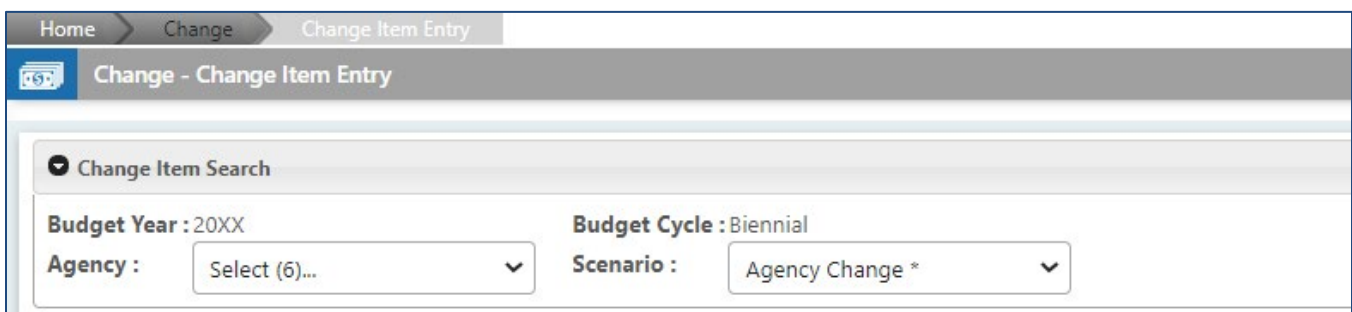 Home Change Change Item Entry
Change - Change Item Entry
Change Item Search
Budget Year : 20XX Budget Cycle : Biennial
Agency : Select (6)... Scenario : Agency Change *